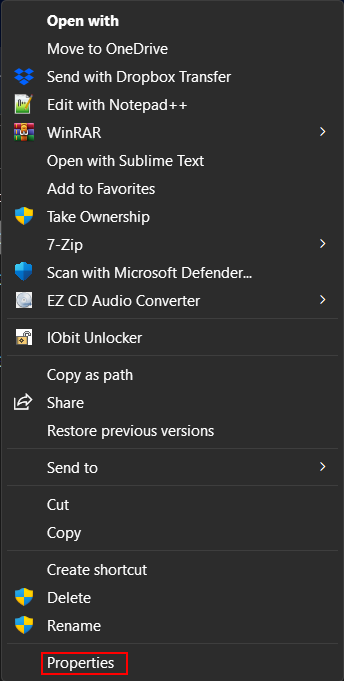 Open with
Move to OneDrive
Send with Dropbox Transfer
Edit with Notepad++
WinRAR
Open with Sublime Text
Add to Favorites
Take Ownership
7-Zip
Scan with Microsoft Defender...
EZ CD Audio Converter
IObit Unlocker
Copy as path
Share
Restore previous versions
Send to
Cut
Copy
Create shortcut
Delete
Rename
Properties